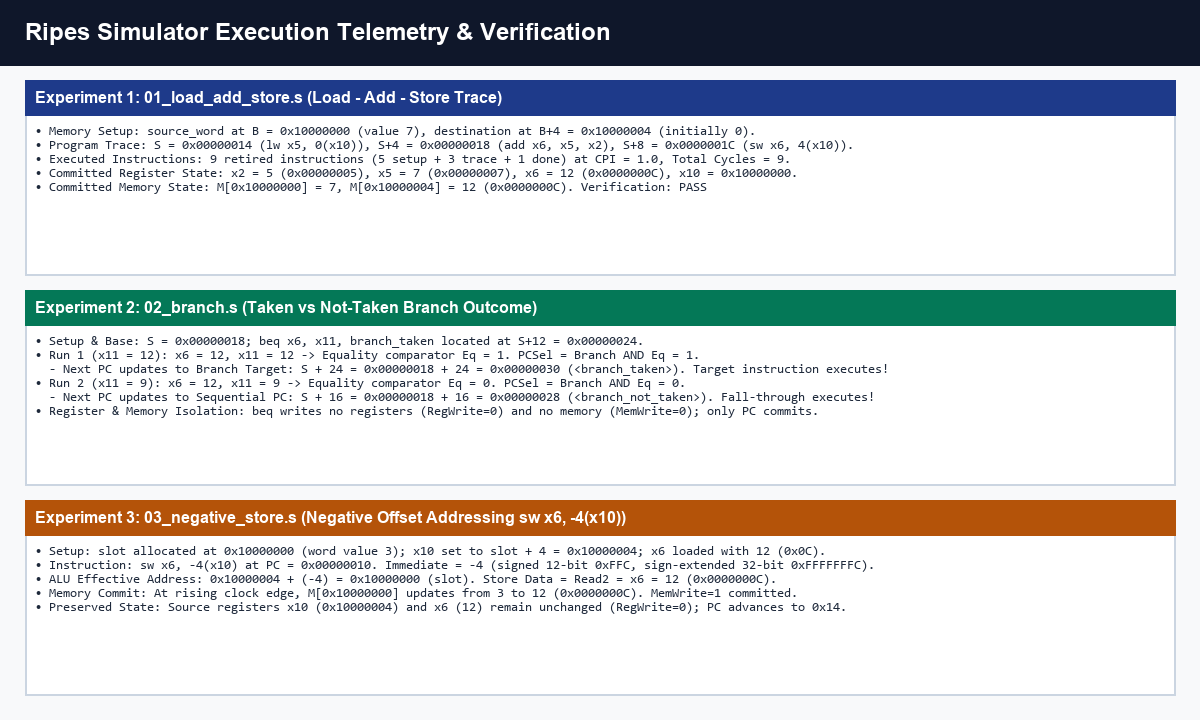 Ripes Simulator Execution Telemetry & Verification
Experiment 1: 01_load_add_store.s (Load - Add - Store Trace)
• Memory Setup: source_word at B = 0x10000000 (value 7), destination at B+4 = 0x10000004 (initially 0).
• Program Trace: S = 0x00000014 (lw x5, 0(x10)), S+4 = 0x00000018 (add x6, x5, x2), S+8 = 0x0000001C (sw x6, 4(x10)).
• Executed Instructions: 9 retired instructions (5 setup + 3 trace + 1 done) at CPI = 1.0, Total Cycles = 9.
• Committed Register State: x2 = 5 (0x00000005), x5 = 7 (0x00000007), x6 = 12 (0x0000000C), x10 = 0x10000000.
• Committed Memory State: M[0x10000000] = 7, M[0x10000004] = 12 (0x0000000C). Verification: PASS
Experiment 2: 02_branch.s (Taken vs Not-Taken Branch Outcome)
• Setup & Base: S = 0x00000018; beq x6, x11, branch_taken located at S+12 = 0x00000024.
• Run 1 (x11 = 12): x6 = 12, x11 = 12 -> Equality comparator Eq = 1. PCSel = Branch AND Eq = 1.
- Next PC updates to Branch Target: S + 24 = 0x00000018 + 24 = 0x00000030 (<branch_taken>). Target instruction executes!
• Run 2 (x11 = 9): x6 = 12, x11 = 9 -> Equality comparator Eq = 0. PCSel = Branch AND Eq = 0.
- Next PC updates to Sequential PC: S + 16 = 0x00000018 + 16 = 0x00000028 (<branch_not_taken>). Fall-through executes!
• Register & Memory Isolation: beq writes no registers (RegWrite=0) and no memory (MemWrite=0); only PC commits.
Experiment 3: 03_negative_store.s (Negative Offset Addressing sw x6, -4(x10))
• Setup: slot allocated at 0x10000000 (word value 3); x10 set to slot + 4 = 0x10000004; x6 loaded with 12 (0x0C).
• Instruction: sw x6, -4(x10) at PC = 0x00000010. Immediate = -4 (signed 12-bit 0xFFC, sign-extended 32-bit 0xFFFFFFFC).
• ALU Effective Address: 0x10000004 + (-4) = 0x10000000 (slot). Store Data = Read2 = x6 = 12 (0x0000000C).
• Memory Commit: At rising clock edge, M[0x10000000] updates from 3 to 12 (0x0000000C). MemWrite=1 committed.
• Preserved State: Source registers x10 (0x10000004) and x6 (12) remain unchanged (RegWrite=0); PC advances to 0x14.